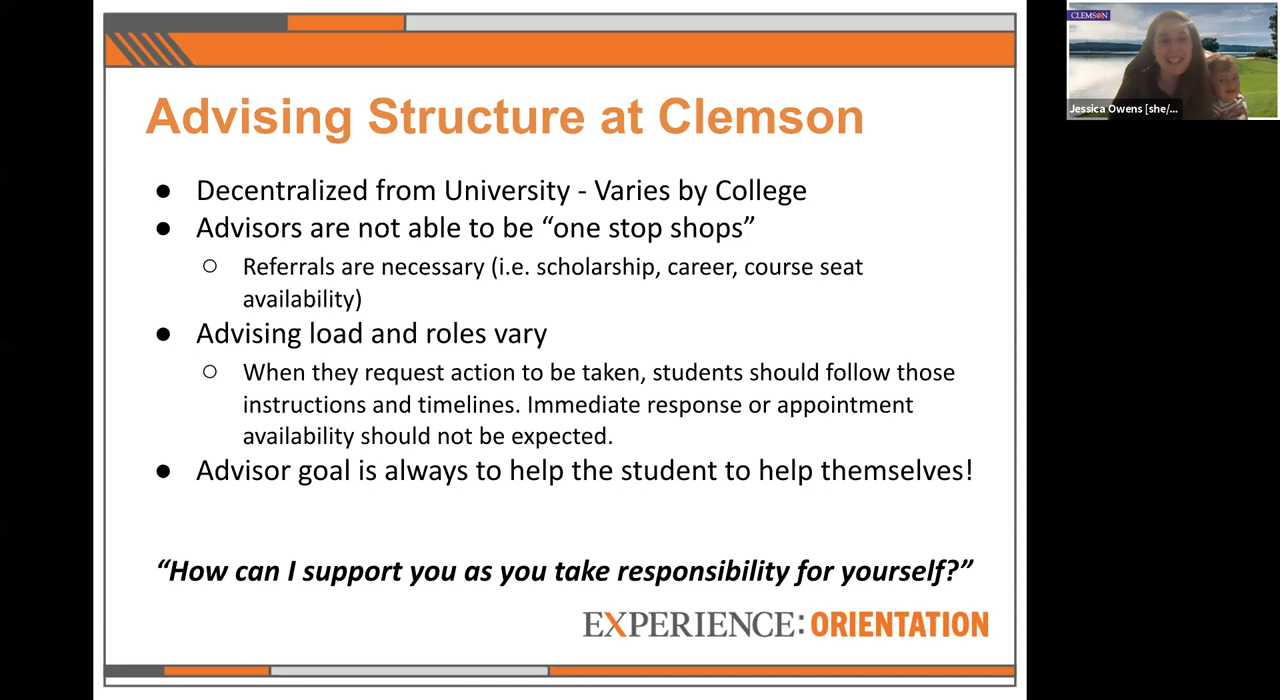 Advising Structure at Clemson
● Decentralized from University - Varies by College
● Advisors are not able to be “one stop shops”
○ Referrals are necessary (i.e. scholarship, career, course seat
availability)
● Advising load and roles vary
○ When they request action to be taken, students should follow those
instructions and timelines. Immediate response or appointment
availability should not be expected.
● Advisor goal is always to help the student to help themselves!
“How can I support you as you take responsibility for yourself?”
EXPERIENCE: ORIENTATION
CLEMSON
Jessica Owens [she/...